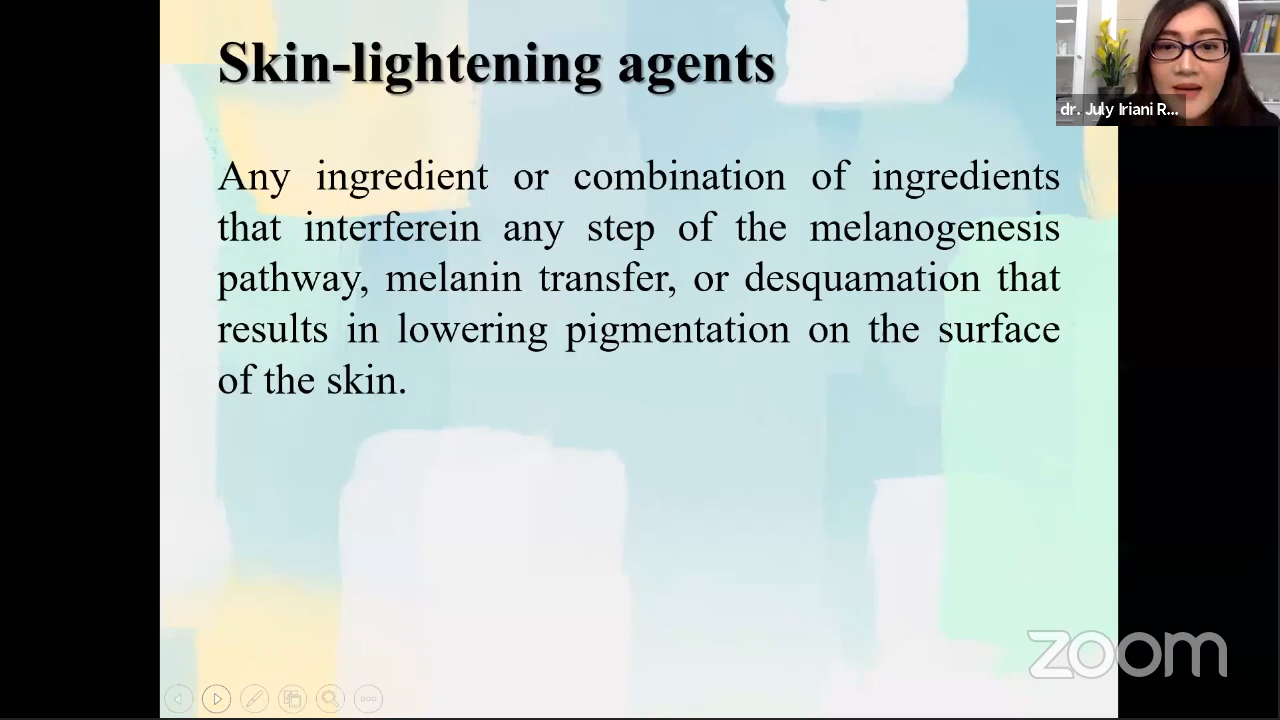 Skin-lightening agents
dr. July Iriani R...
Any ingredient or combination of ingredients
that interferein any step of the melanogenesis
pathway, melanin transfer, or desquamation that
results in lowering pigmentation on the surface
of the skin.
zoom